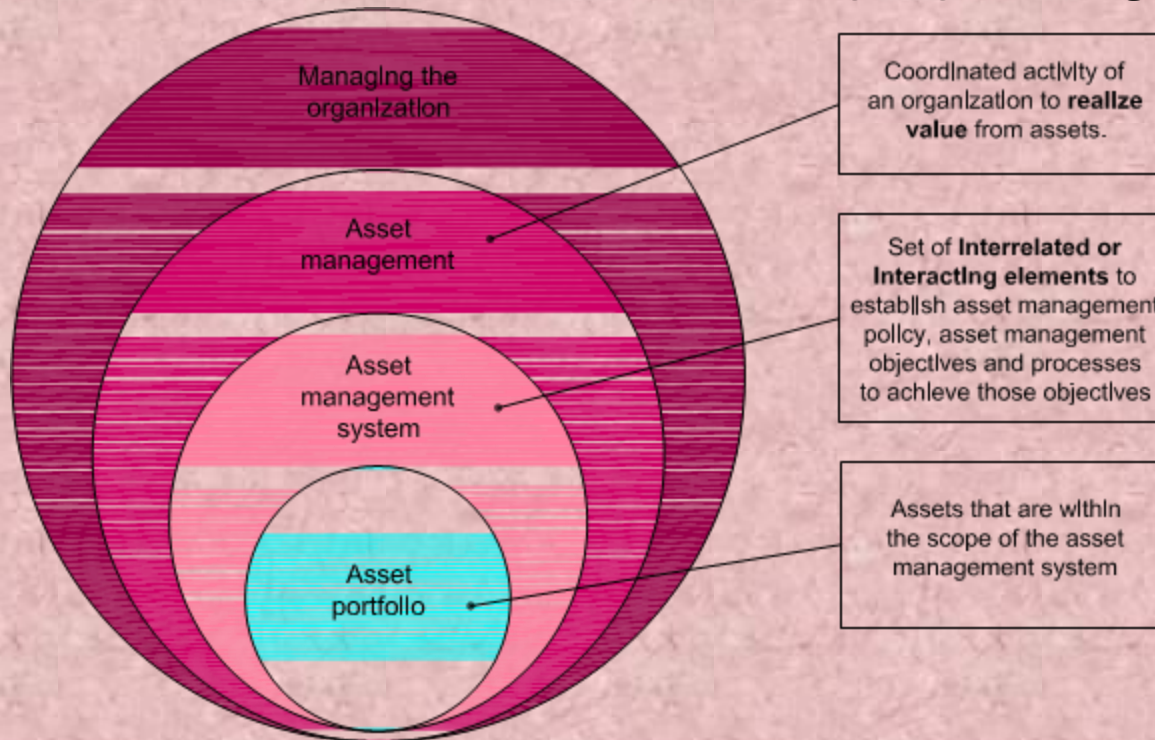 Managing the
organization
Asset
management
Asset
management
system
Asset
portfolio
Coordinated activity of
an organization to realize
value from assets.
Set of Interrelated or
Interacting elements to
establish asset management
policy, asset management
objectives and processes
to achieve those objectives
Assets that are within
the scope of the asset
management system